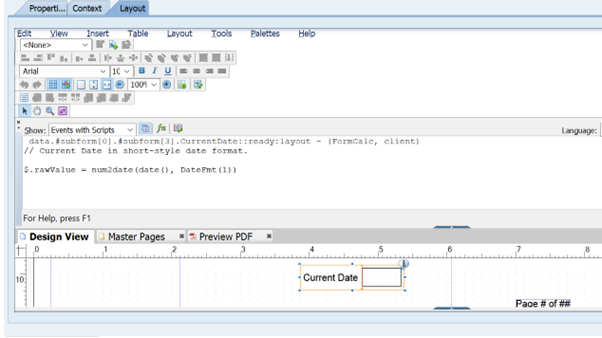 Properti... Context Layout
Edit View Insert Table Layout Tools Palettes Help
<None>
Arial 10 B I U
100%
Show: Events with Scripts fx Language:
data.#subform[0].#subform[3].CurrentDate::ready:layout - (FormCalc, client)
// Current Date in short-style date format.
$.rawValue = num2date(date(), DateFmt(1))
For Help, press F1
Design View Master Pages Preview PDF
0 1 2 3 4 5 6 7 8
10
Current Date
Page # of ##